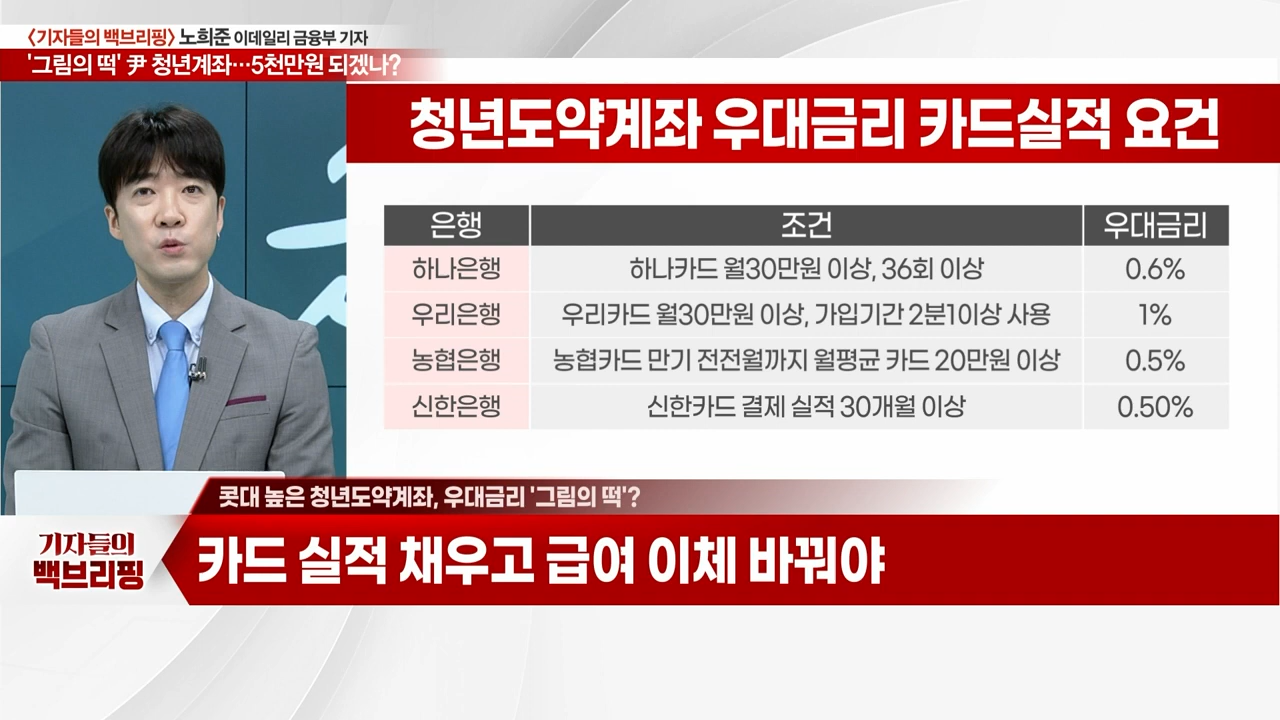 〈기자들의 백브리핑〉 노희준 이데일리 금융부 기자
'그림의 떡' 尹 청년계좌…5천만원 되겠나?
청년도약계좌 우대금리 카드실적 요건
은행 조건 우대금리
하나은행 하나카드 월30만원 이상, 36회 이상 0.6%
우리은행 우리카드 월30만원 이상, 가입기간 2분1이상 사용 1%
농협은행 농협카드 만기 전전월까지 월평균 카드 20만원 이상 0.5%
신한은행 신한카드 결제 실적 30개월 이상 0.50%
콧대 높은 청년도약계좌, 우대금리 '그림의 떡'?
기자들의
백브리핑
카드 실적 채우고 급여 이체 바꿔야